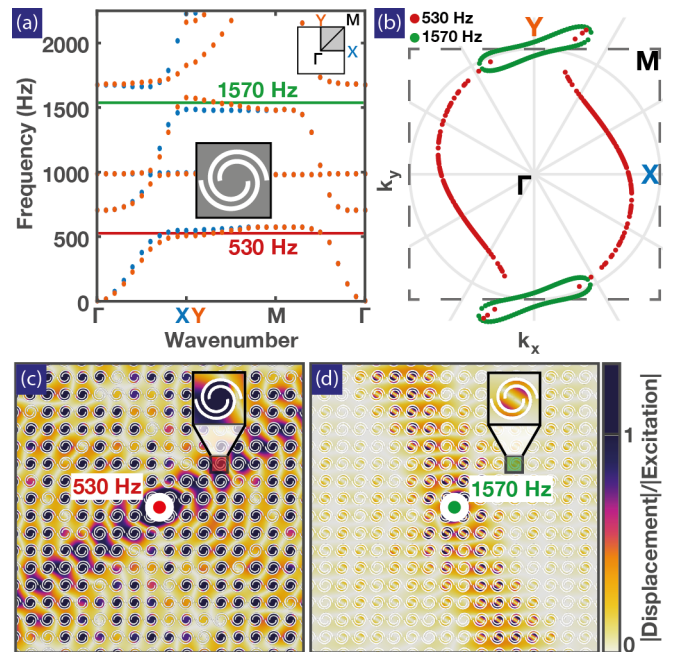 (a)
Frequency (Hz)
2000
1500
1000
500
0
1570 Hz
530 Hz
Y
M
Γ
X
Γ
X Y
M
Γ
Wavenumber
(b)
530 Hz
1570 Hz
Y
M
Γ
X
k_y
k_x
(c)
530 Hz
(d)
1570 Hz
1
0
|Displacement|/|Excitation|